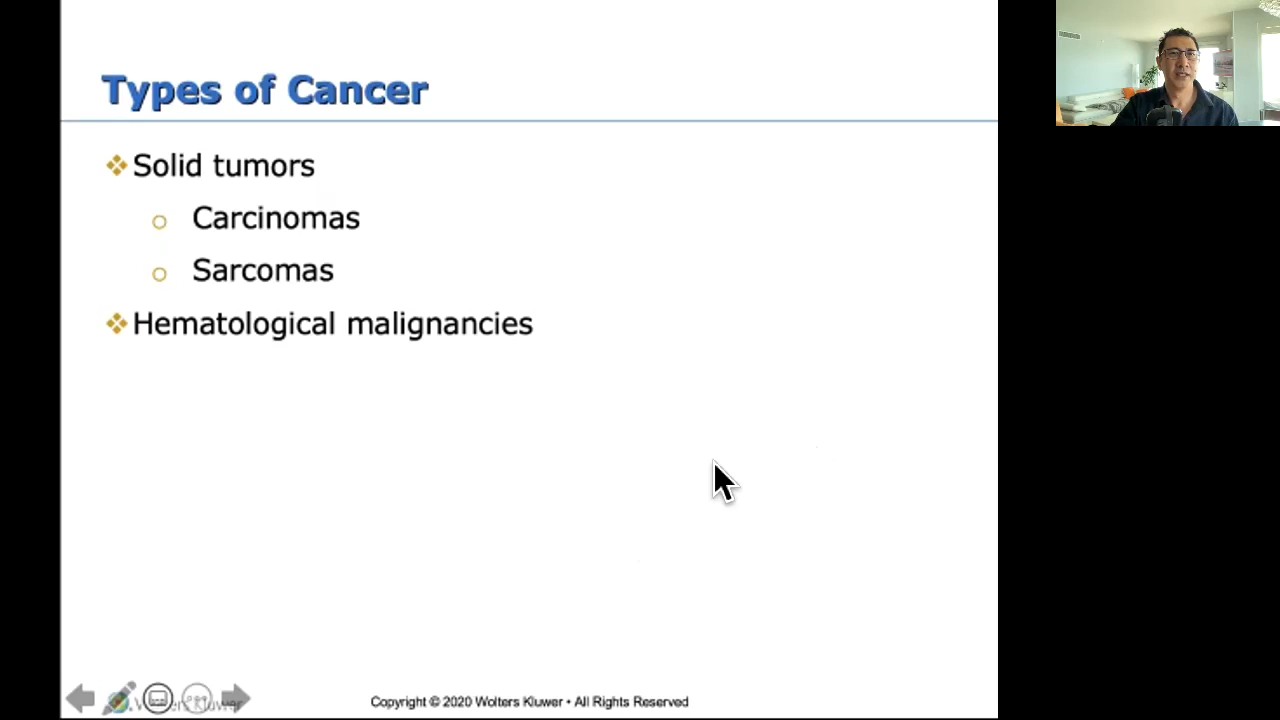 Types of Cancer
Solid tumors
Carcinomas
Sarcomas
Hematological malignancies
Copyright © 2020 Wolters Kluwer • All Rights Reserved